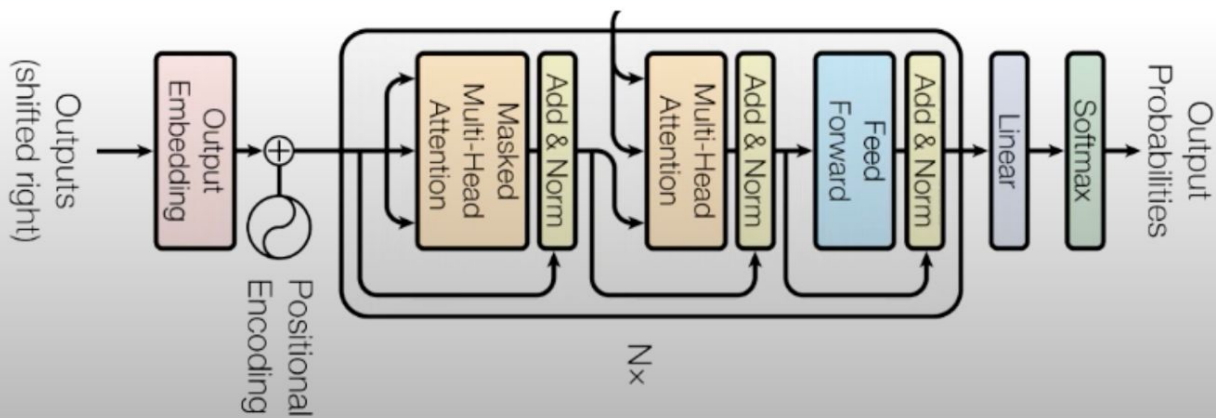 Outputs
(shifted right)
Output
Embedding
Positional
Encoding
Masked
Multi-Head
Attention
Add & Norm
Multi-Head
Attention
Add & Norm
Feed
Forward
Add & Norm
Nx
Linear
Softmax
Output
Probabilities